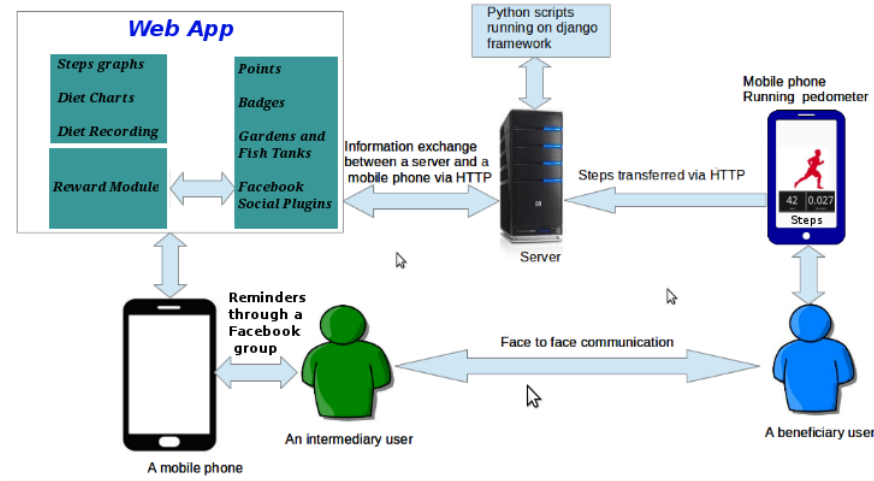 Web App
Steps graphs
Diet Charts
Diet Recording
Reward Module
Points
Badges
Gardens and
Fish Tanks
Facebook
Social Plugins
Information exchange
between a server and a
mobile phone via HTTP
Python scripts
running on django
framework
Server
Steps transferred via HTTP
Mobile phone
Running pedometer
42 0.027
Steps
Reminders
through a
Facebook
group
Face to face communication
A mobile phone
An intermediary user
A beneficiary user